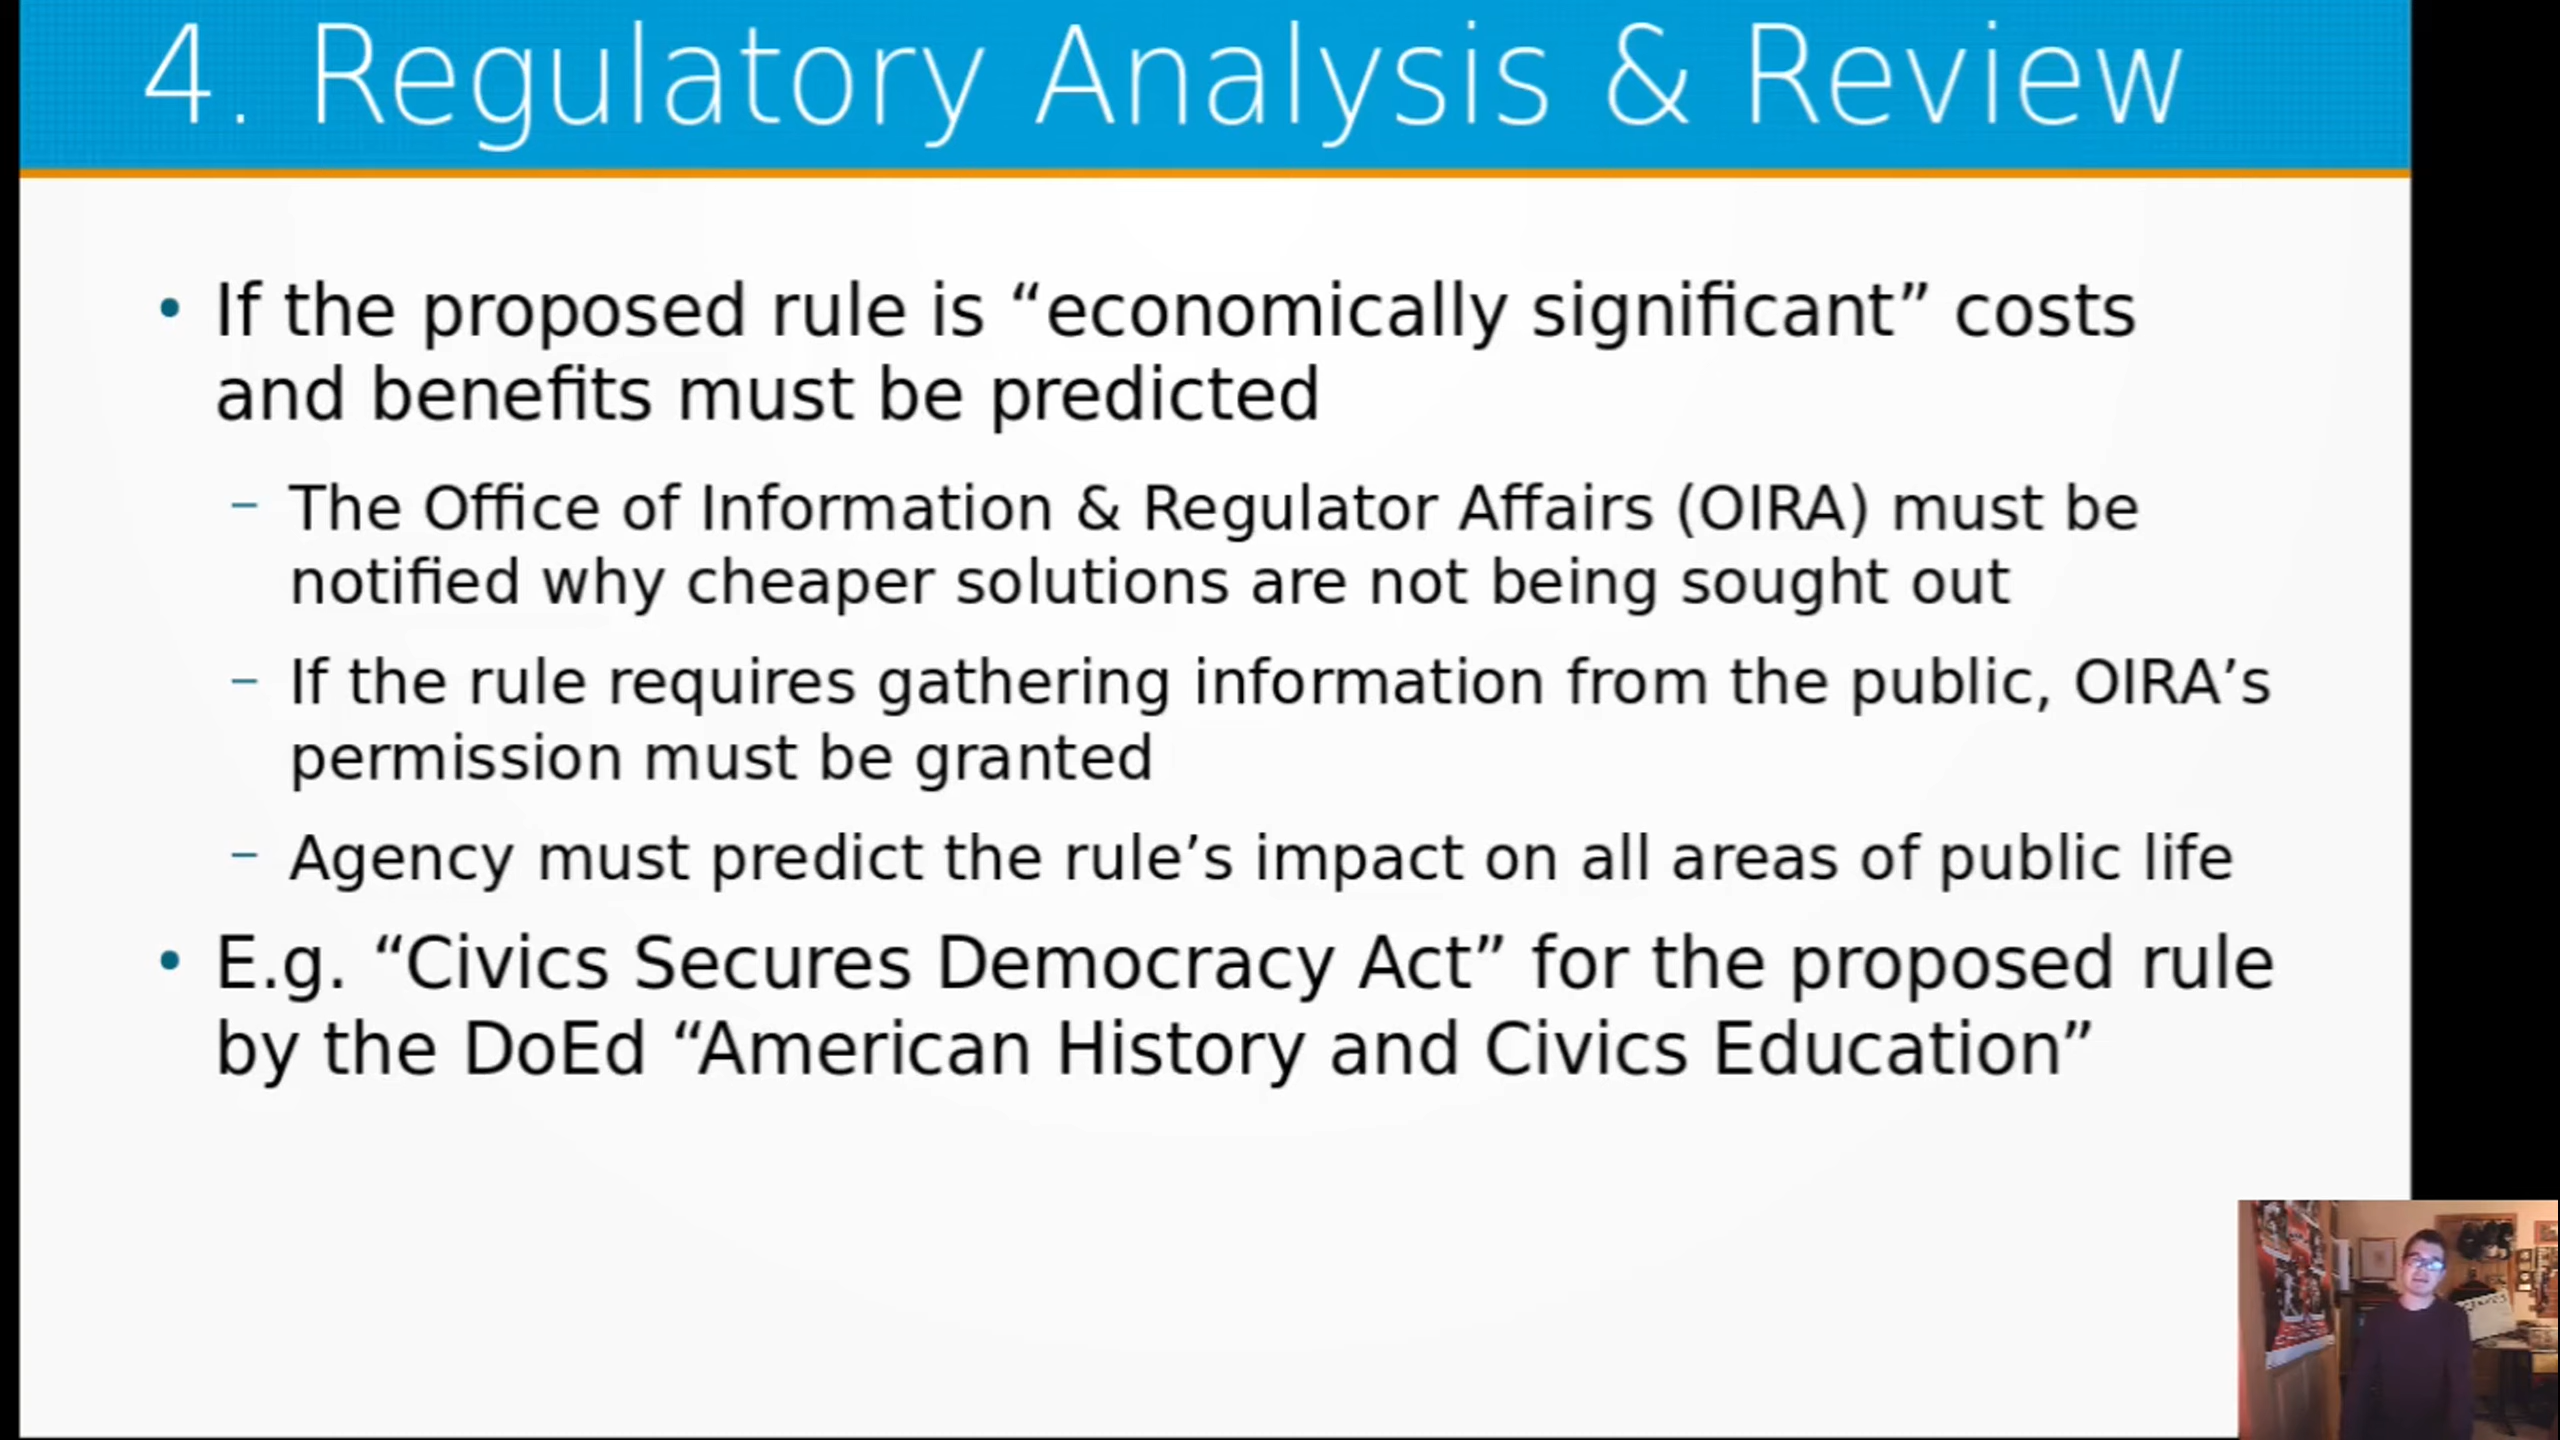 4. Regulatory Analysis & Review
• If the proposed rule is “economically significant” costs
and benefits must be predicted
– The Office of Information & Regulator Affairs (OIRA) must be
notified why cheaper solutions are not being sought out
– If the rule requires gathering information from the public, OIRA’s
permission must be granted
– Agency must predict the rule’s impact on all areas of public life
• E.g. “Civics Secures Democracy Act” for the proposed rule
by the DoEd “American History and Civics Education”